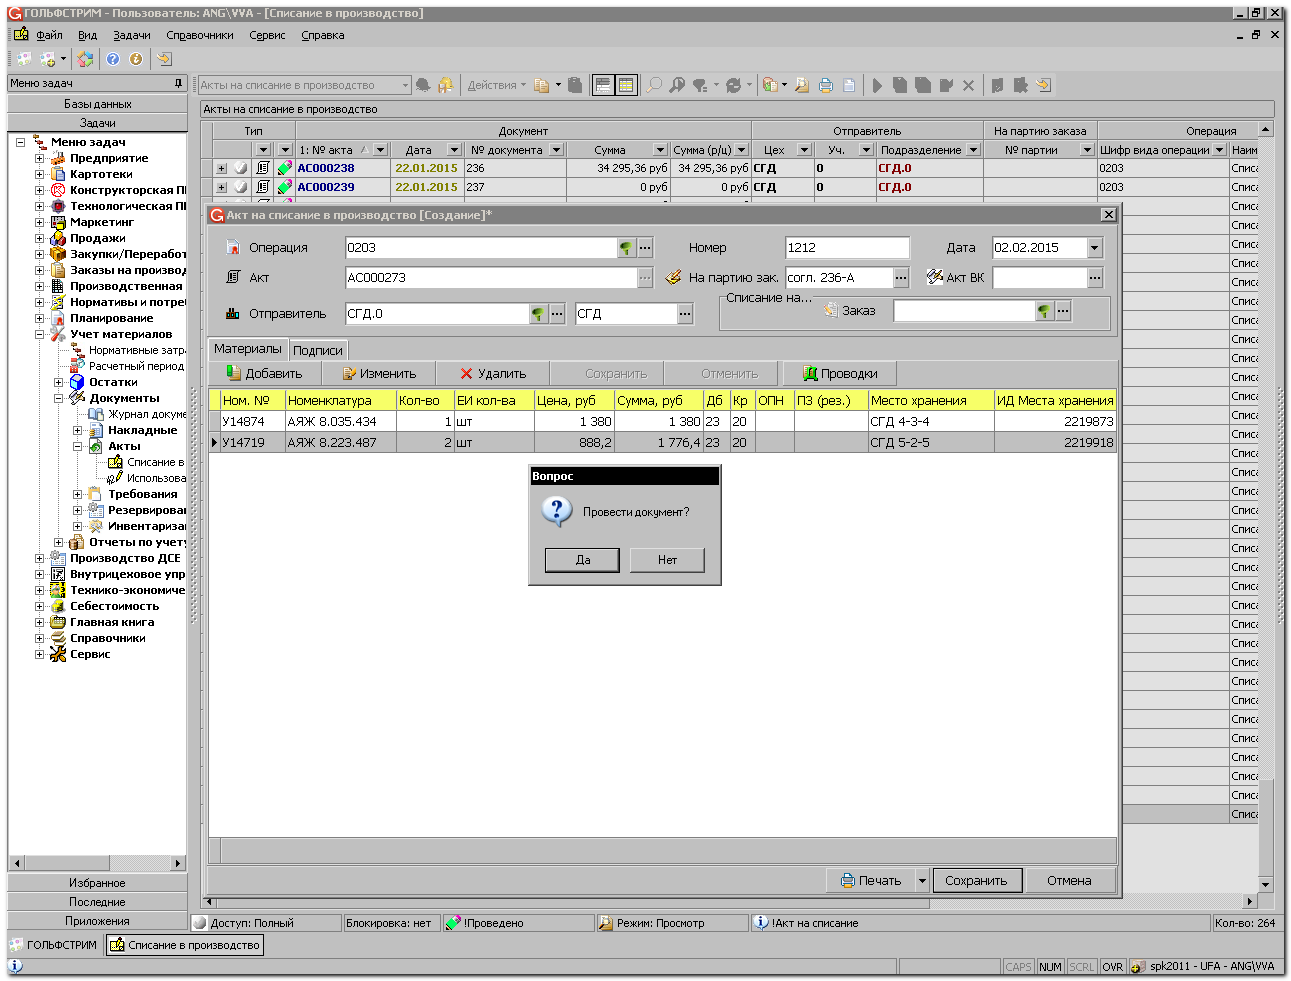 ГОЛЬФСТРИМ - Пользователь: ANG\VVA - [Списание в производство]
Файл Вид Задачи Справочники Сервис Справка
Меню задач
Базы данных
Задачи
Меню задач
Предприятие
Картотеки
Конструкторская П
Технологическая П
Маркетинг
Продажи
Закупки/Переработ
Заказы на производ
Производственная
Нормативы и потре
Планирование
Учет материалов
Нормативные затра
Расчетный период
Остатки
Документы
Журнал докуме
Накладные
Акты
Списание в
Использова
Требования
Резервирован
Инвентариза
Отчеты по учету
Производство ДСЕ
Внутрицеховое упр
Технико-экономиче
Себестоимость
Главная книга
Справочники
Сервис
Избранное
Последние
Приложения
Акты на списание в производство Действия
Акты на списание в производство
Тип Документ Отправитель На партию заказа Операция
1: № акта Дата № документа Сумма Сумма (р/ц) Цех Уч. Подразделение № партии Шифр вида операции Наим
АС000238 22.01.2015 236 34 295,36 руб 34 295,36 руб СГД 0 СГД.0 0203 Списа
АС000239 22.01.2015 237 0 руб 0 руб СГД 0 СГД.0 0203 Списа
Акт на списание в производство [Создание]*
Операция 0203 Номер 1212 Дата 02.02.2015
Акт АС000273 На партию зак. согл. 236-А Акт ВК
Списание на...
Отправитель СГД.0 СГД Заказ
Материалы Подписи
Добавить Изменить Удалить Сохранить Отменить Проводки
Ном. № Номенклатура Кол-во ЕИ кол-ва Цена, руб Сумма, руб Дб Кр ОПН ПЗ (рез.) Место хранения ИД Места хранения
У14874 АЯЖ 8.035.434 1 шт 1 380 1 380 23 20 СГД 4-3-4 2219873
У14719 АЯЖ 8.223.487 2 шт 888,2 1 776,4 23 20 СГД 5-2-5 2219918
Вопрос
Провести документ?
Да Нет
Печать Сохранить Отмена
Доступ: Полный Блокировка: нет !Проведено Режим: Просмотр !Акт на списание Кол-во: 264
ГОЛЬФСТРИМ Списание в производство
CAPS NUM SCRL OVR spk2011 - UFA - ANG\VVA